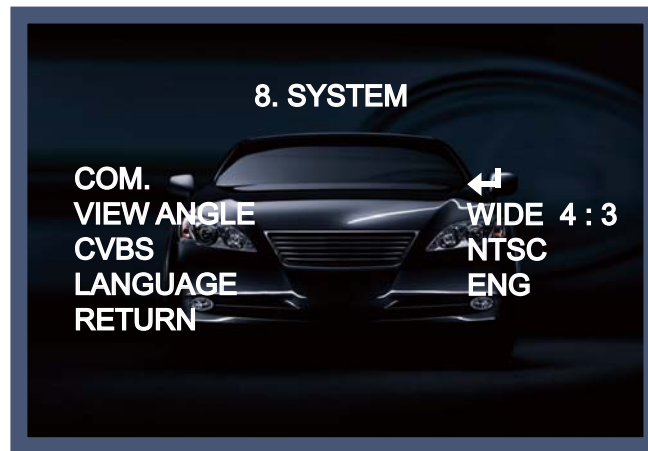 8. SYSTEM
COM. ↵
VIEW ANGLE WIDE 4 : 3
CVBS NTSC
LANGUAGE ENG
RETURN